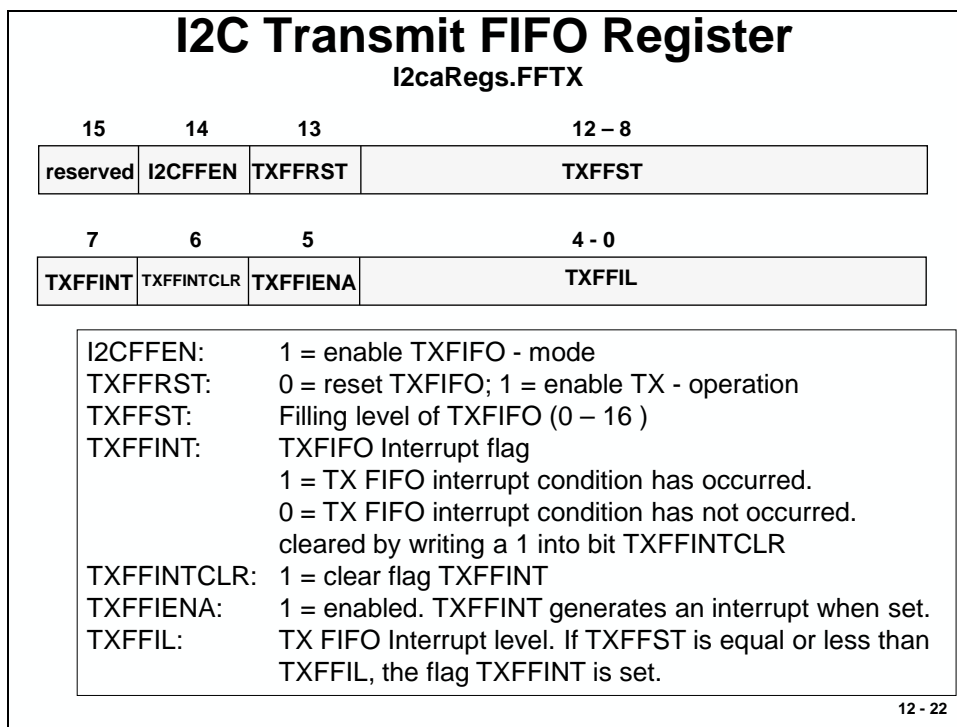 I2C Transmit FIFO Register
I2caRegs.FFTX
15 14 13 12 – 8
reserved I2CFFEN TXFFRST TXFFST
7 6 5 4 - 0
TXFFINT TXFFINTCLR TXFFIENA TXFFIL
I2CFFEN: 1 = enable TXFIFO - mode
TXFFRST: 0 = reset TXFIFO; 1 = enable TX - operation
TXFFST: Filling level of TXFIFO (0 – 16 )
TXFFINT: TXFIFO Interrupt flag
1 = TX FIFO interrupt condition has occurred.
0 = TX FIFO interrupt condition has not occurred.
cleared by writing a 1 into bit TXFFINTCLR
TXFFINTCLR: 1 = clear flag TXFFINT
TXFFIENA: 1 = enabled. TXFFINT generates an interrupt when set.
TXFFIL: TX FIFO Interrupt level. If TXFFST is equal or less than
TXFFIL, the flag TXFFINT is set.
12 - 22